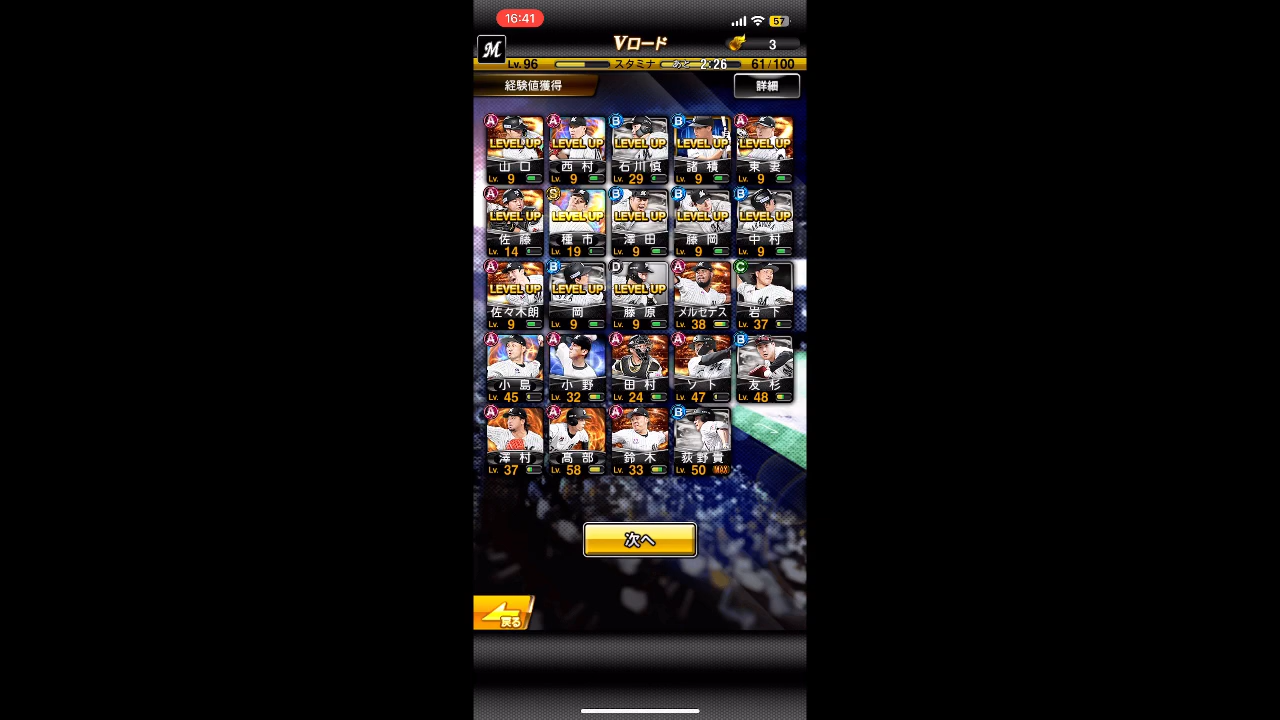 16:41
57
M
Vロード
3
Lv.96
スタミナ
あと 2:26
61/100
経験値獲得
詳細
A A B B A
LEVEL UP LEVEL UP LEVEL UP LEVEL UP LEVEL UP
山口 西村 石川慎 諸積 東妻
Lv. 9 Lv. 9 Lv. 29 Lv. 9 Lv. 9
A S B B B
LEVEL UP LEVEL UP LEVEL UP LEVEL UP LEVEL UP
佐藤 種市 澤田 藤岡 中村
Lv. 14 Lv. 19 Lv. 9 Lv. 9 Lv. 9
A B D A C
LEVEL UP LEVEL UP LEVEL UP
佐々木朗 岡 藤原 メルセデス 岩下
Lv. 9 Lv. 9 Lv. 9 Lv. 38 Lv. 37
A A A A B
小島 小野 田村 ソト 友杉
Lv. 45 Lv. 32 Lv. 24 Lv. 47 Lv. 48
A A A B
澤村 高部 鈴木 荻野貴
Lv. 37 Lv. 58 Lv. 33 Lv. 50 MAX
次へ
戻る